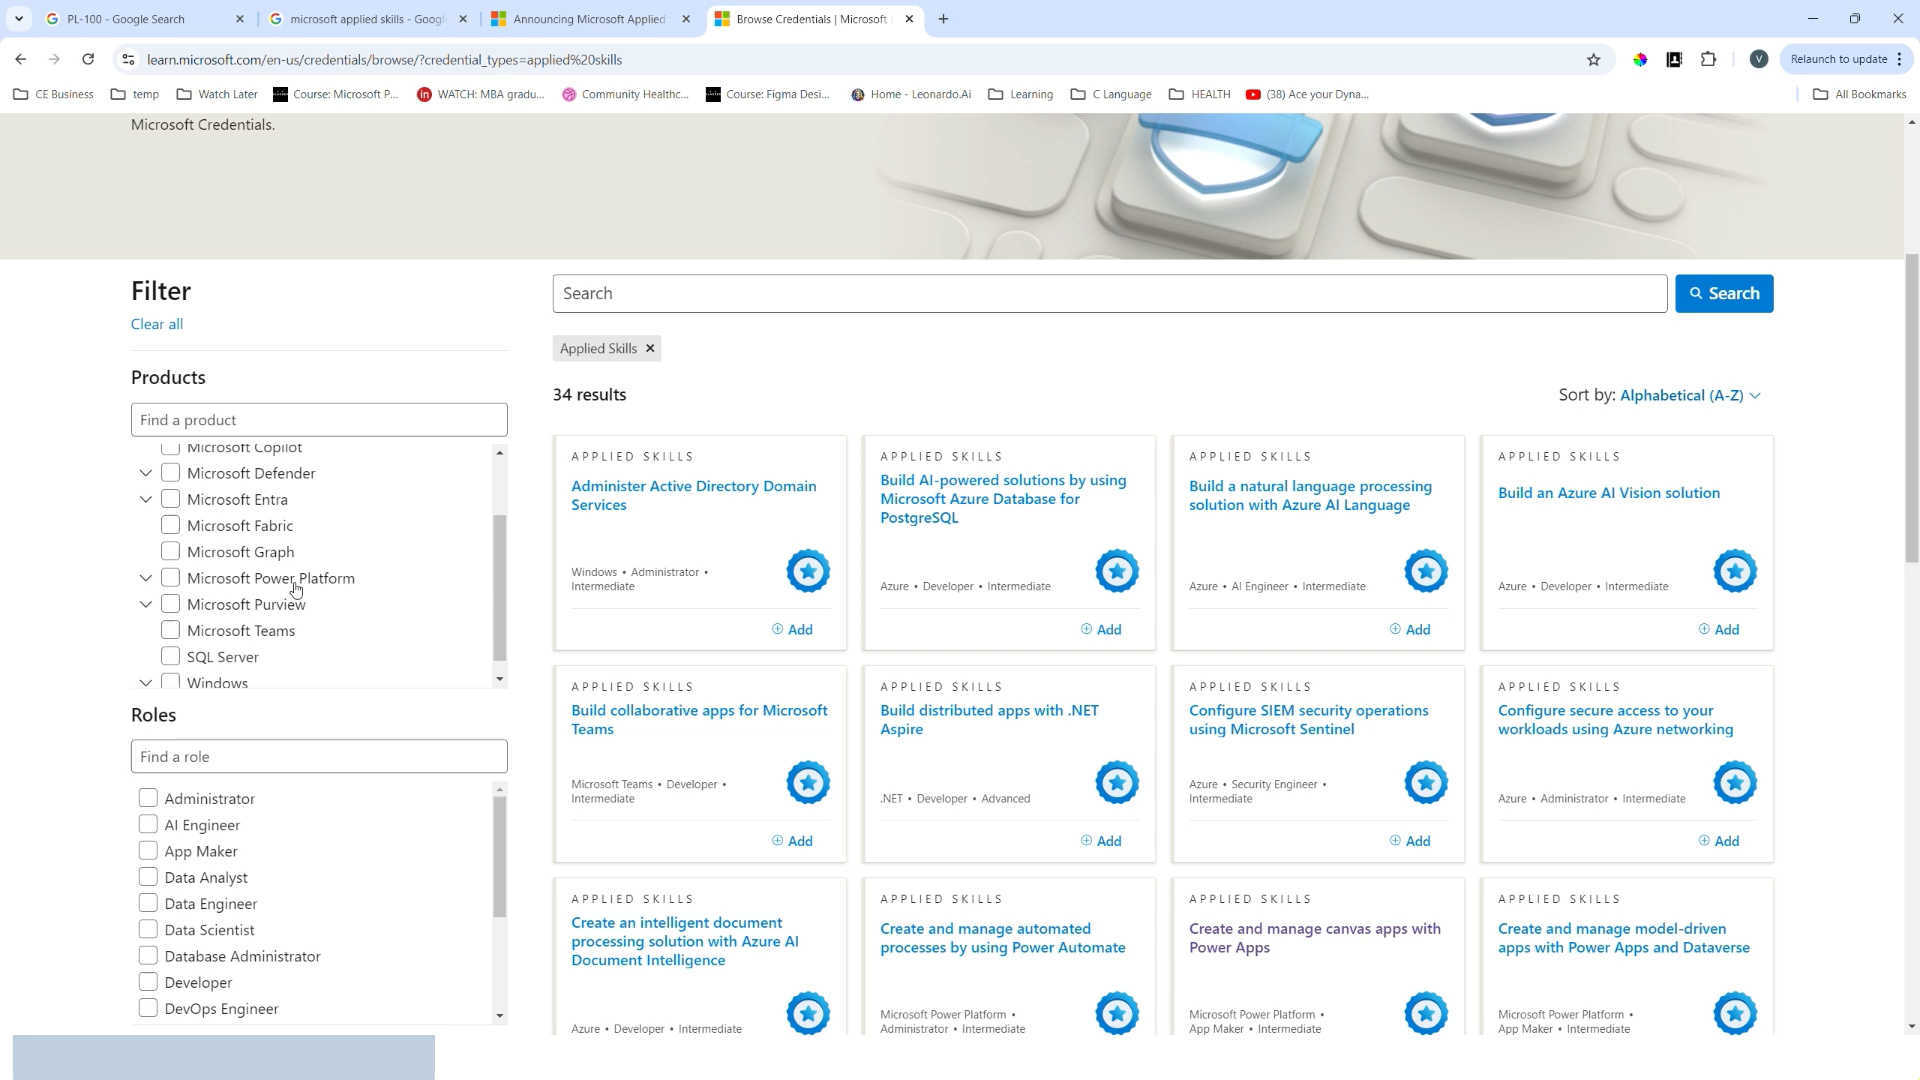 PL-100 - Google Search
microsoft applied skills - Googl
Announcing Microsoft Applied
Browse Credentials | Microsoft
learn.microsoft.com/en-us/credentials/browse/?credential_types=applied%20skills
V
Relaunch to update
CE Business
temp
Watch Later
Course: Microsoft P...
WATCH: MBA gradu...
Community Healthc...
Course: Figma Desi...
Home - Leonardo.Ai
Learning
C Language
HEALTH
(38) Ace your Dyna...
All Bookmarks
Microsoft Credentials.
Filter
Clear all
Products
Find a product
Microsoft Copilot
Microsoft Defender
Microsoft Entra
Microsoft Fabric
Microsoft Graph
Microsoft Power Platform
Microsoft Purview
Microsoft Teams
SQL Server
Windows
Roles
Find a role
Administrator
AI Engineer
App Maker
Data Analyst
Data Engineer
Data Scientist
Database Administrator
Developer
DevOps Engineer
Search
Search
Applied Skills
34 results
Sort by: Alphabetical (A-Z)
APPLIED SKILLS
Administer Active Directory Domain
Services
Windows • Administrator •
Intermediate
Add
APPLIED SKILLS
Build AI-powered solutions by using
Microsoft Azure Database for
PostgreSQL
Azure • Developer • Intermediate
Add
APPLIED SKILLS
Build a natural language processing
solution with Azure AI Language
Azure • AI Engineer • Intermediate
Add
APPLIED SKILLS
Build an Azure AI Vision solution
Azure • Developer • Intermediate
Add
APPLIED SKILLS
Build collaborative apps for Microsoft
Teams
Microsoft Teams • Developer •
Intermediate
Add
APPLIED SKILLS
Build distributed apps with .NET
Aspire
.NET • Developer • Advanced
Add
APPLIED SKILLS
Configure SIEM security operations
using Microsoft Sentinel
Azure • Security Engineer •
Intermediate
Add
APPLIED SKILLS
Configure secure access to your
workloads using Azure networking
Azure • Administrator • Intermediate
Add
APPLIED SKILLS
Create an intelligent document
processing solution with Azure AI
Document Intelligence
Azure • Developer • Intermediate
APPLIED SKILLS
Create and manage automated
processes by using Power Automate
Microsoft Power Platform •
Administrator • Intermediate
APPLIED SKILLS
Create and manage canvas apps with
Power Apps
Microsoft Power Platform •
App Maker • Intermediate
APPLIED SKILLS
Create and manage model-driven
apps with Power Apps and Dataverse
Microsoft Power Platform •
App Maker • Intermediate